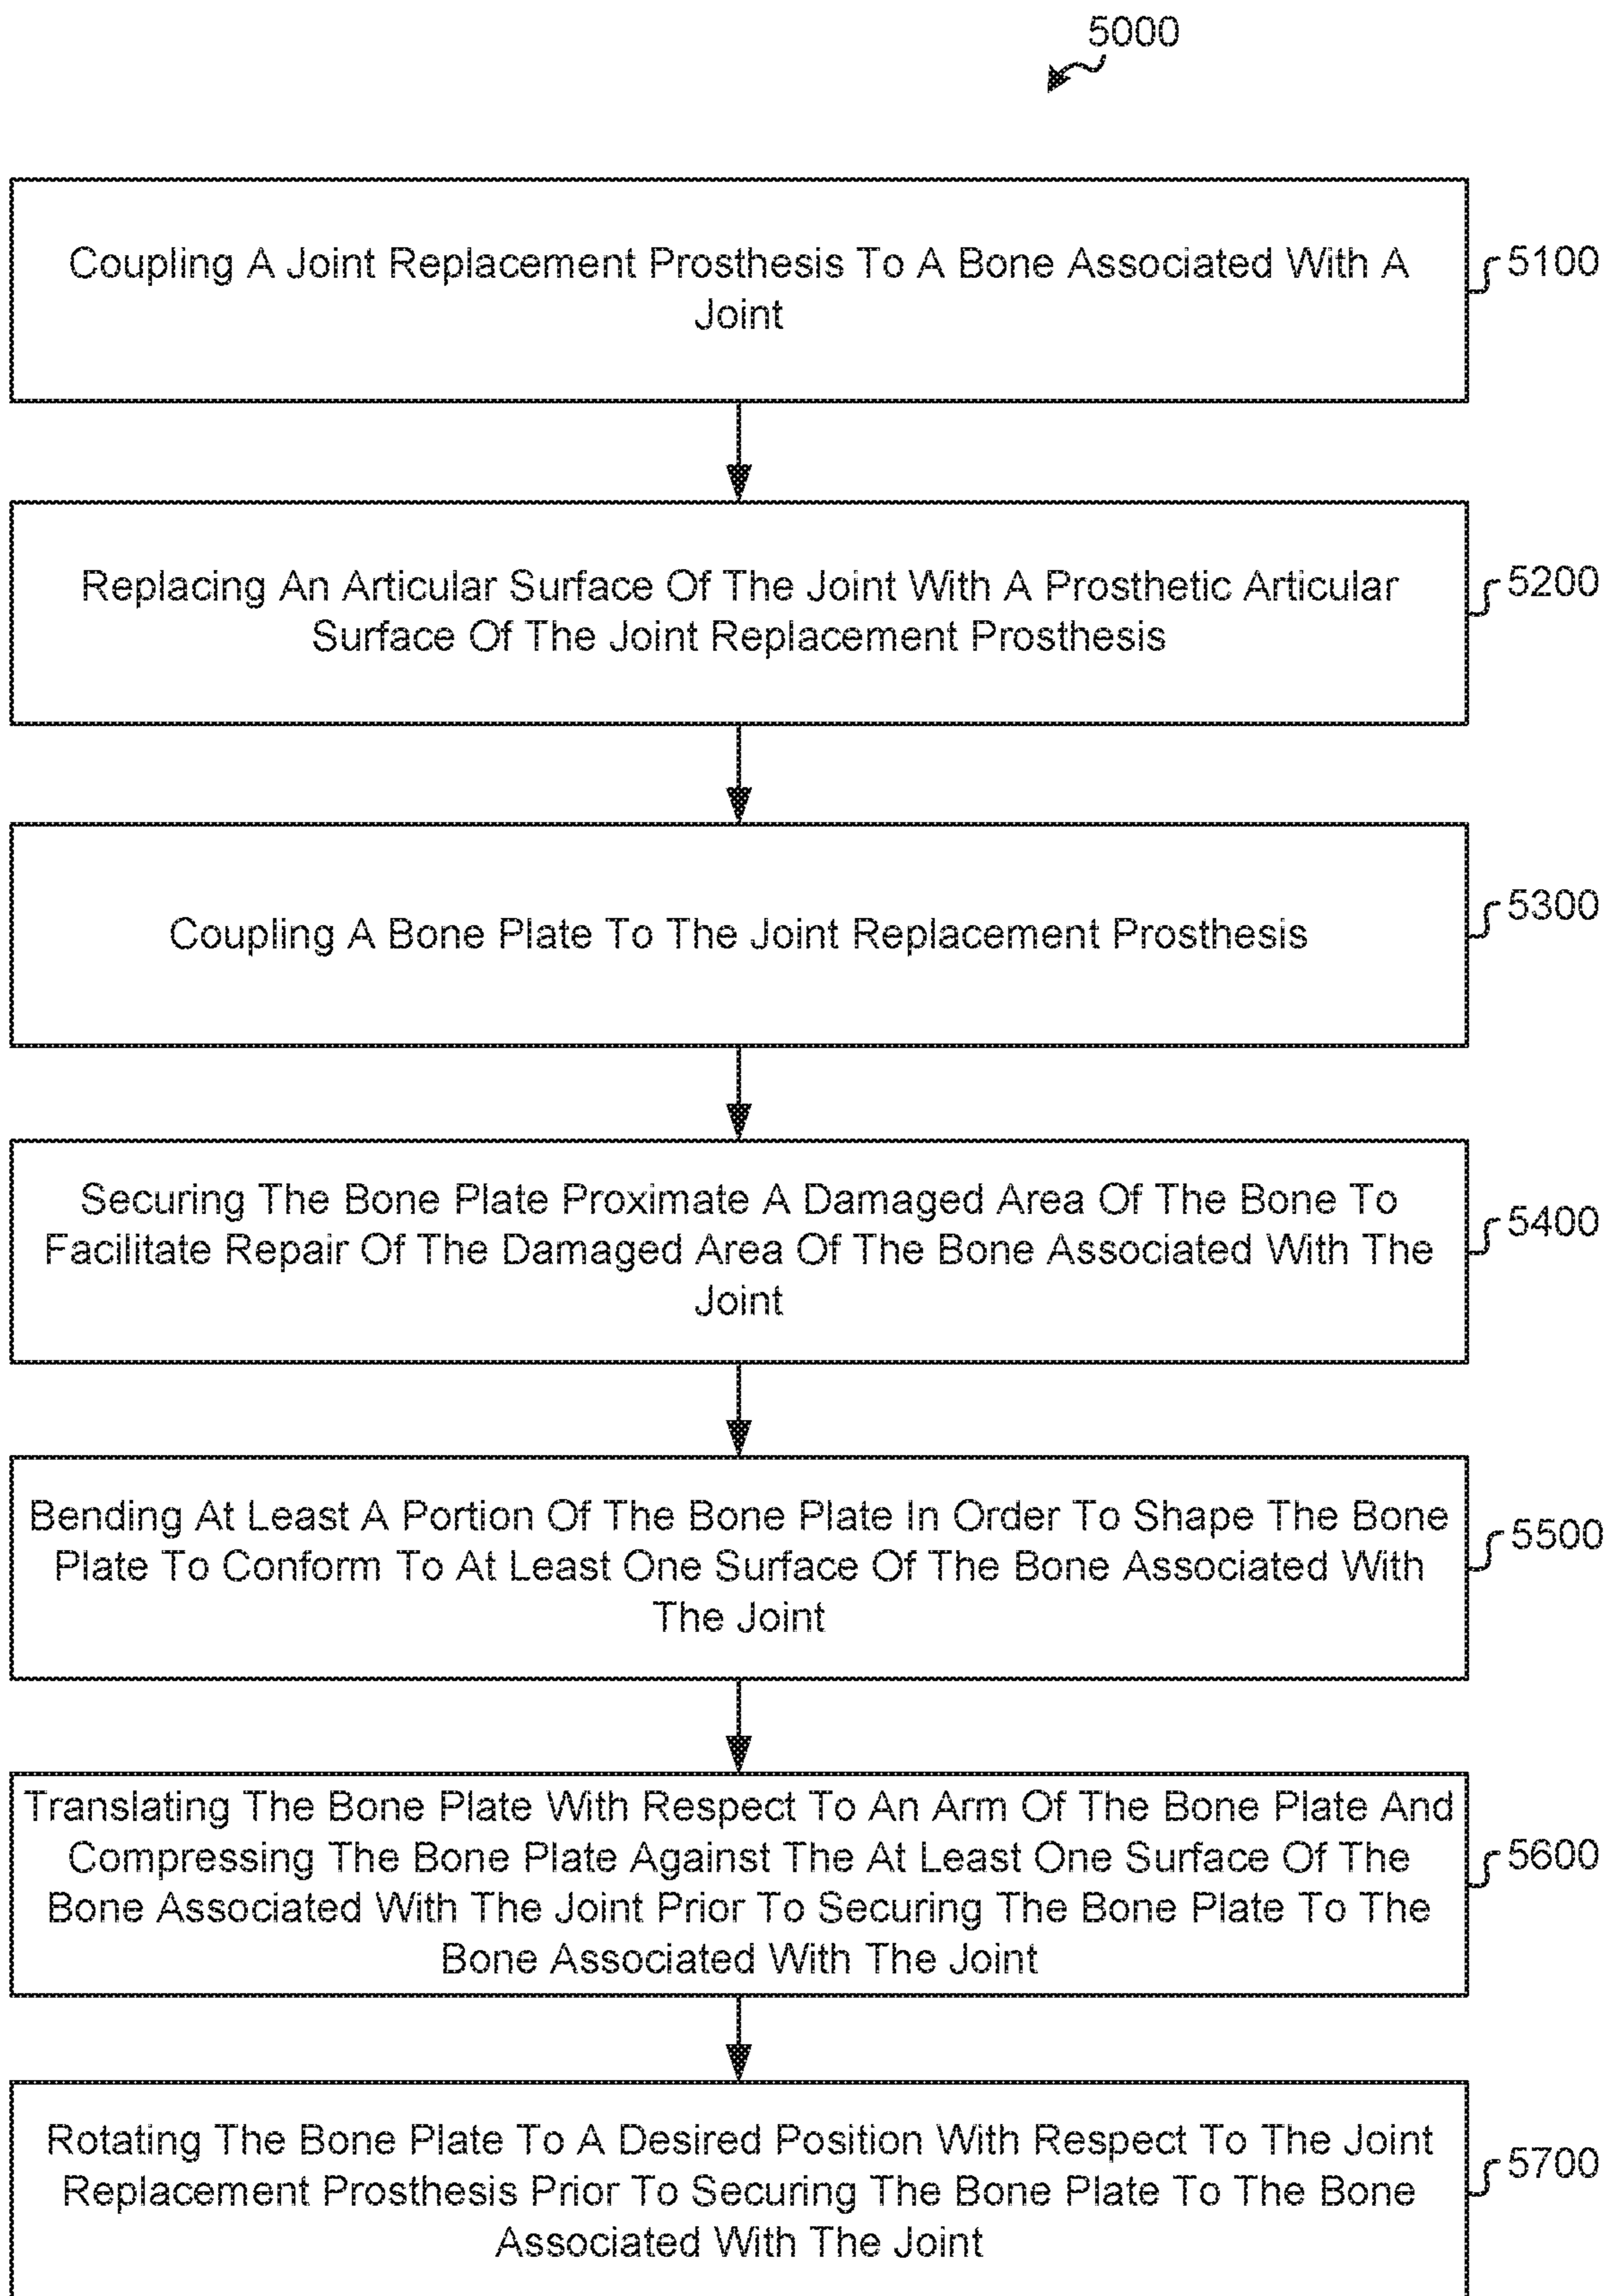 5000
Coupling A Joint Replacement Prosthesis To A Bone Associated With A
Joint
5100
Replacing An Articular Surface Of The Joint With A Prosthetic Articular
Surface Of The Joint Replacement Prosthesis
5200
Coupling A Bone Plate To The Joint Replacement Prosthesis
5300
Securing The Bone Plate Proximate A Damaged Area Of The Bone To
Facilitate Repair Of The Damaged Area Of The Bone Associated With The
Joint
5400
Bending At Least A Portion Of The Bone Plate In Order To Shape The Bone
Plate To Conform To At Least One Surface Of The Bone Associated With
The Joint
5500
Translating The Bone Plate With Respect To An Arm Of The Bone Plate And
Compressing The Bone Plate Against The At Least One Surface Of The
Bone Associated With The Joint Prior To Securing The Bone Plate To The
Bone Associated With The Joint
5600
Rotating The Bone Plate To A Desired Position With Respect To The Joint
Replacement Prosthesis Prior To Securing The Bone Plate To The Bone
Associated With The Joint
5700